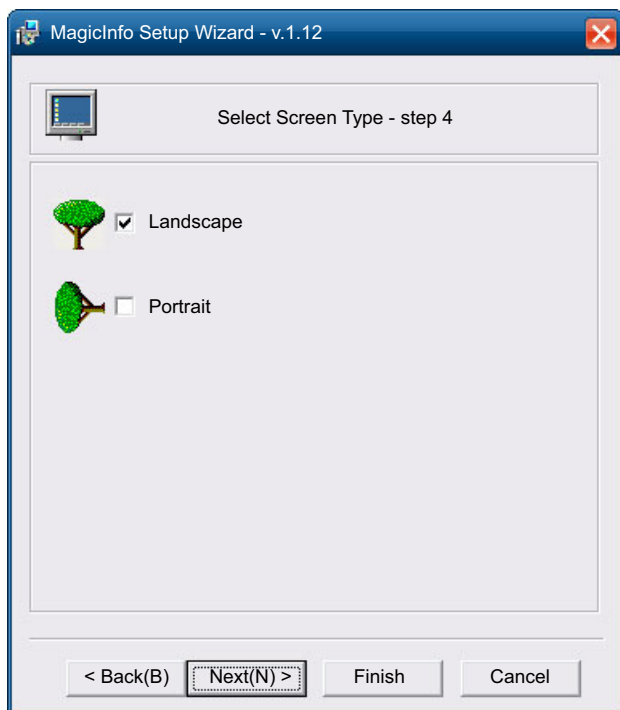 MagicInfo Setup Wizard - v.1.12
Select Screen Type - step 4
Landscape
Portrait
< Back(B) Next(N) > Finish Cancel